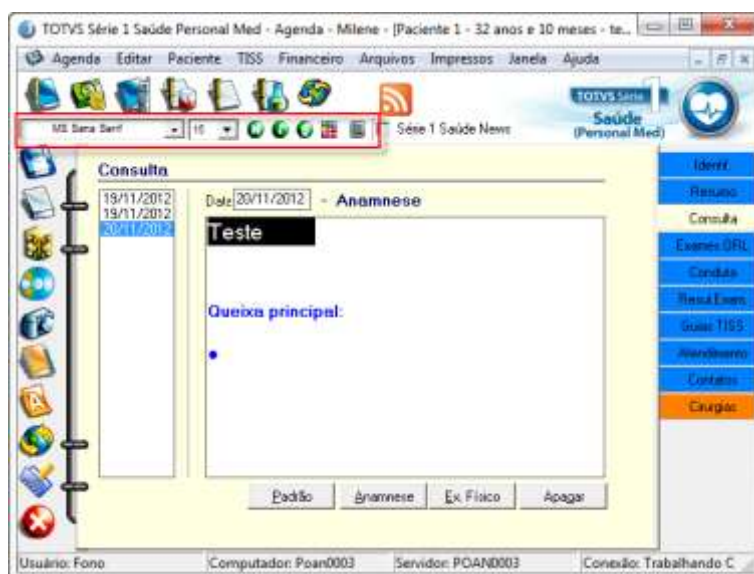 TOTVS Série 1 Saúde Personal Med - Agenda - Milene - [Paciente 1 - 32 anos e 10 meses - te...
Agenda Editar Paciente TISS Financeiro Arquivos Impressos Janela Ajuda
TOTVS Série 1
Saúde
(Personal Med)
MS Sans Serif 16 Série 1 Saúde News
Consulta
19/11/2012
19/11/2012
20/11/2012
Data 20/11/2012 - Anamnese
Teste
Queixa principal:
Padrão Anamnese Ex. Físico Apagar
Identif.
Resumo
Consulta
Exames OFtL
Conduta
Result.Exam.
Guias TISS
Atendimento
Contatos
Cirurgias
Usuário: Fono Computador: Poan0003 Servidor: POAN0003 Conexão: Trabalhando C